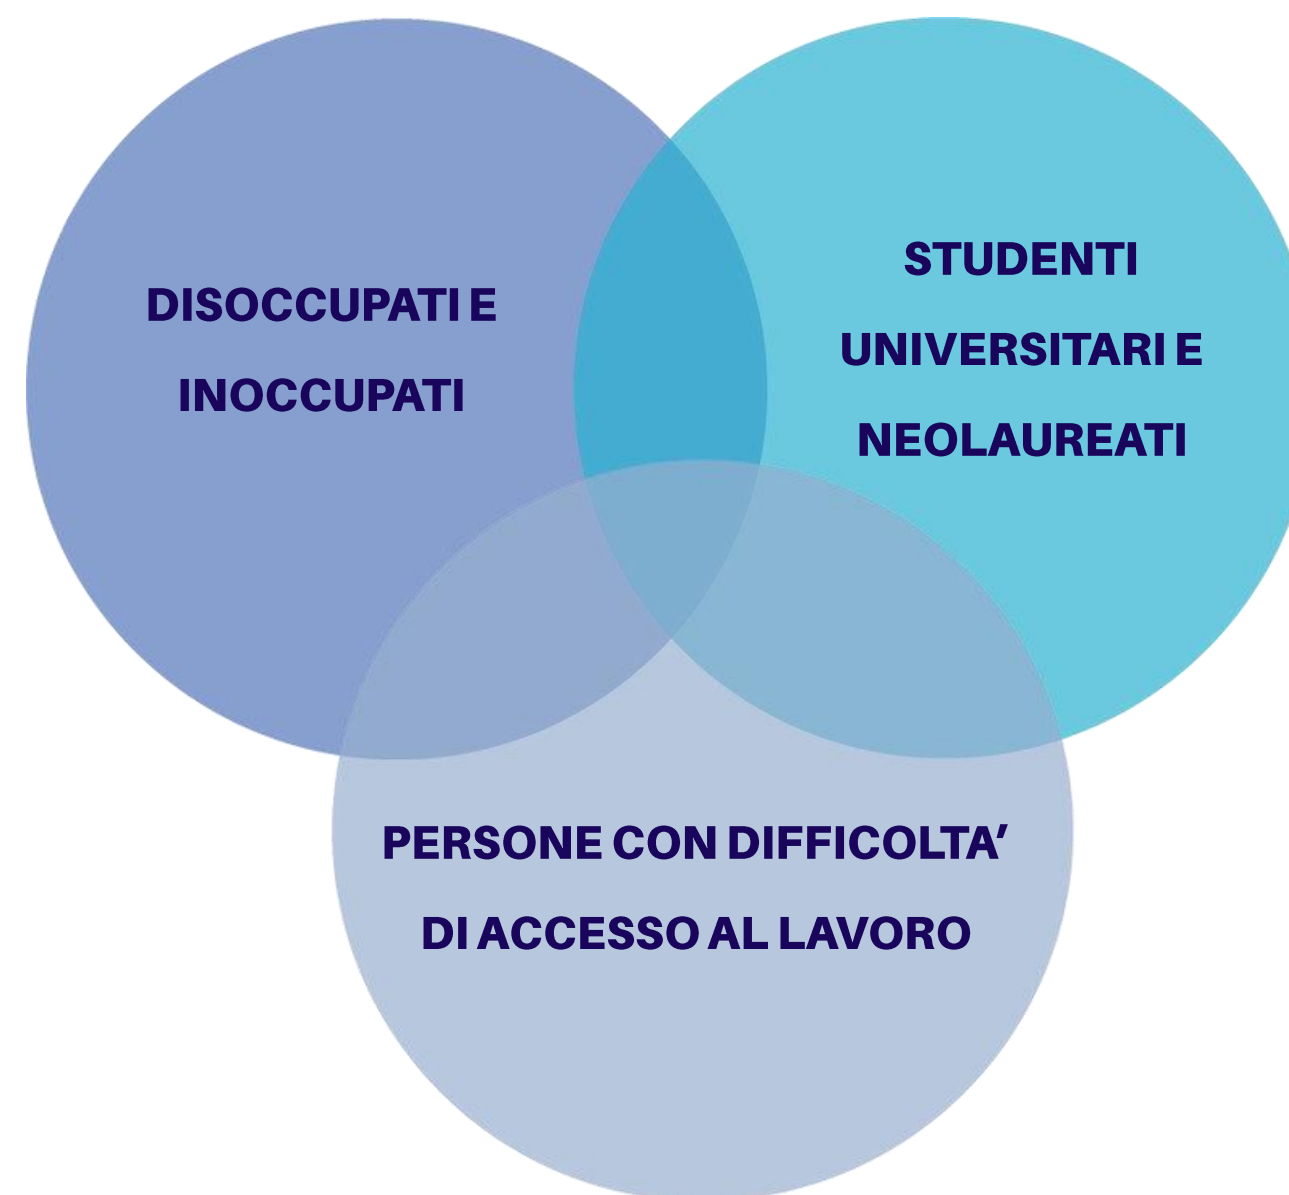 DISOCCUPATI E
INOCCUPATI
STUDENTI
UNIVERSITARI E
NEOLAUREATI
PERSONE CON DIFFICOLTA’
DI ACCESSO AL LAVORO